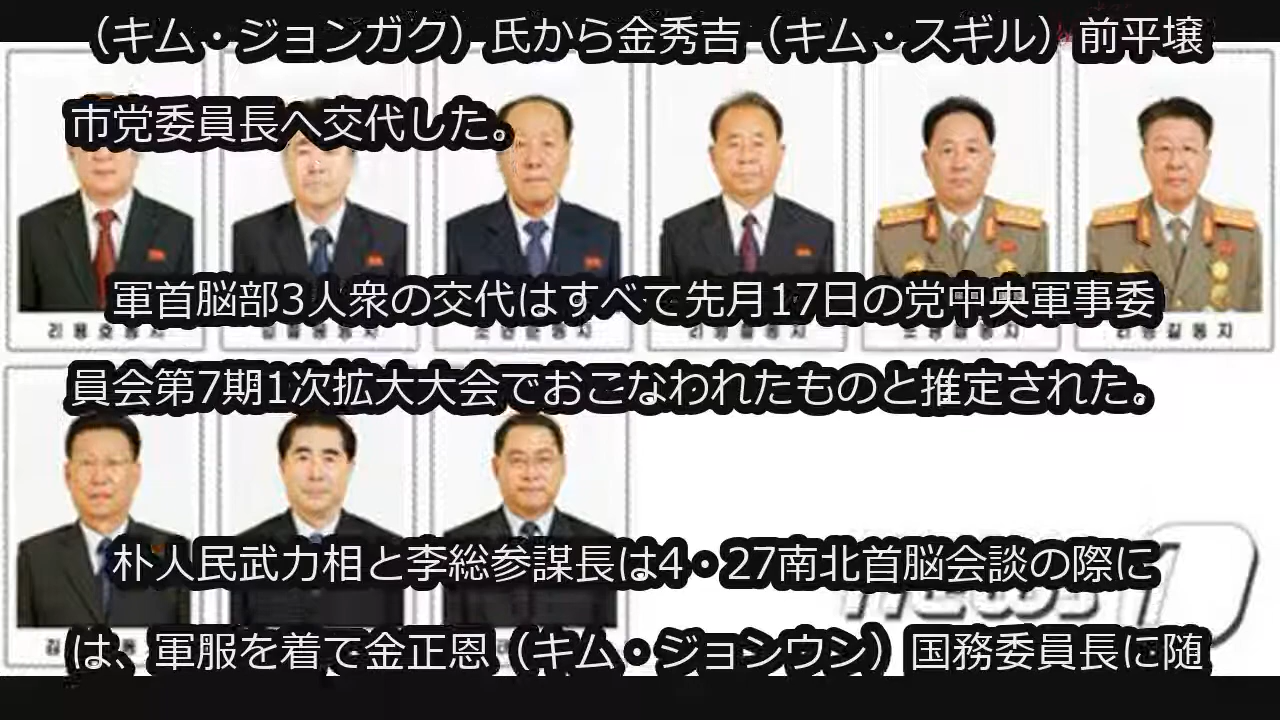 （キム・ジョンガク）氏から金秀吉（キム・スギル）前平壌
市党委員長へ交代した。
軍首脳部3人衆の交代はすべて先月17日の党中央軍事委
員会第7期1次拡大大会でおこなわれたものと推定された。
朴人民武力相と李総参謀長は4・27南北首脳会談の際に
は、軍服を着て金正恩（キム・ジョンウン）国務委員長に随